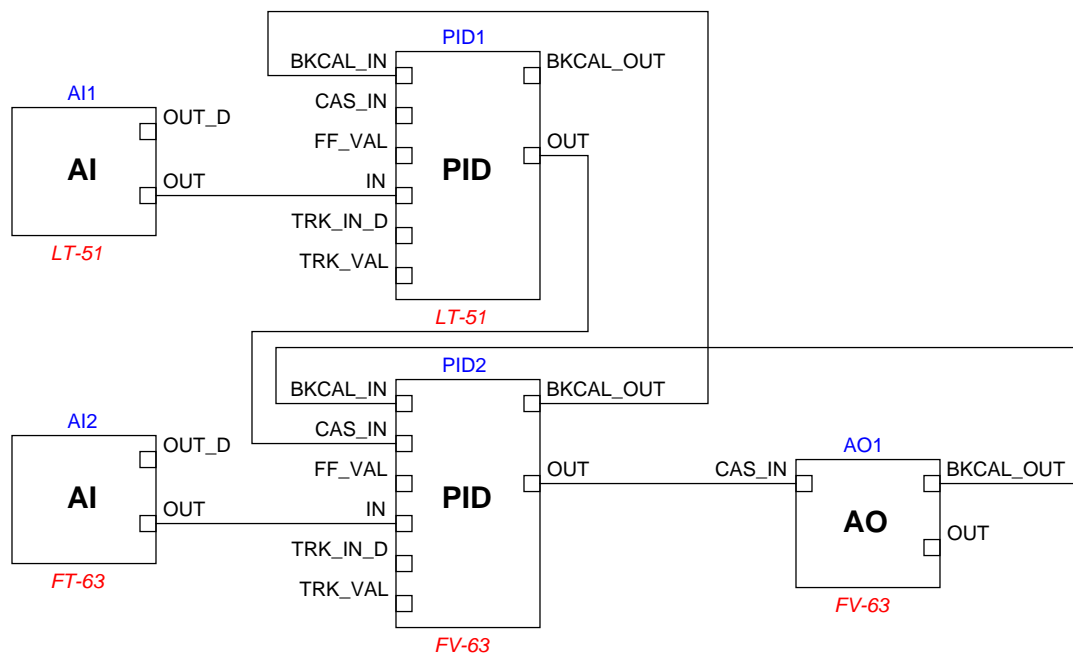 PID1
BKCAL_IN
BKCAL_OUT
AI1
CAS_IN
OUT_D
FF_VAL
OUT
AI
PID
OUT
IN
TRK_IN_D
LT-51
TRK_VAL
LT-51
PID2
BKCAL_IN
BKCAL_OUT
AI2
CAS_IN
OUT_D
AO1
FF_VAL
OUT
CAS_IN
BKCAL_OUT
AI
PID
OUT
IN
AO
OUT
TRK_IN_D
FT-63
TRK_VAL
FV-63
FV-63